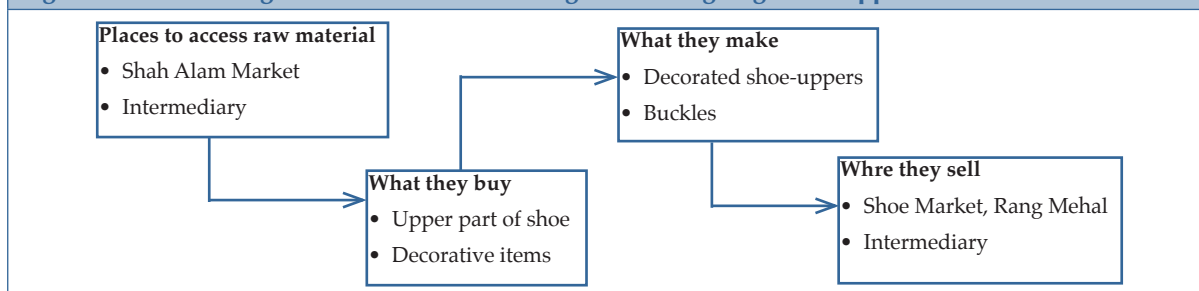 Places to access raw material
• Shah Alam Market
• Intermediary
What they buy
• Upper part of shoe
• Decorative items
What they make
• Decorated shoe-uppers
• Buckles
Whre they sell
• Shoe Market, Rang Mehal
• Intermediary